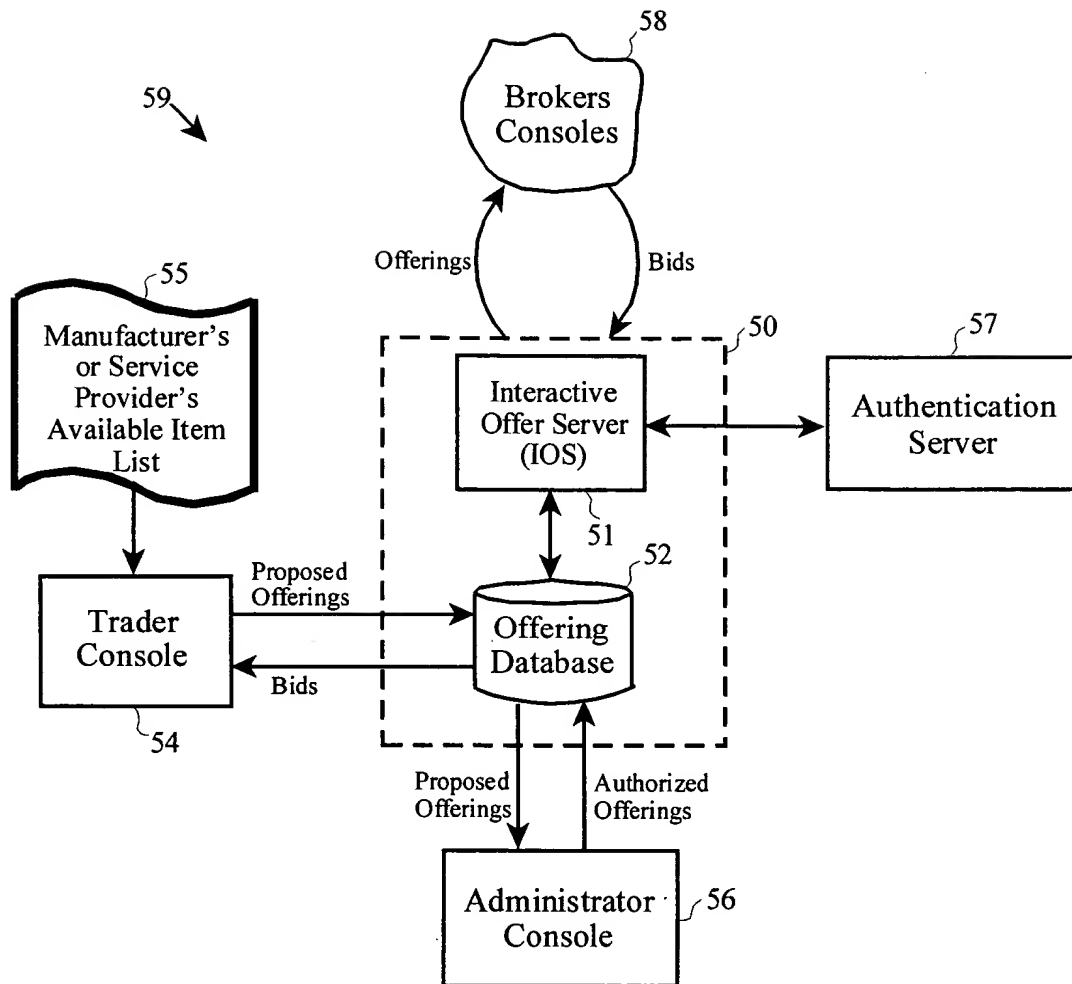 58
Brokers
Consoles
59
Offerings
Bids
55
Manufacturer's
or Service
Provider's
Available Item
List
50
57
Interactive
Offer Server
(IOS)
Authentication
Server
51
52
Proposed
Offerings
Trader
Console
Offering
Database
Bids
54
Proposed
Offerings
Authorized
Offerings
Administrator
Console
56